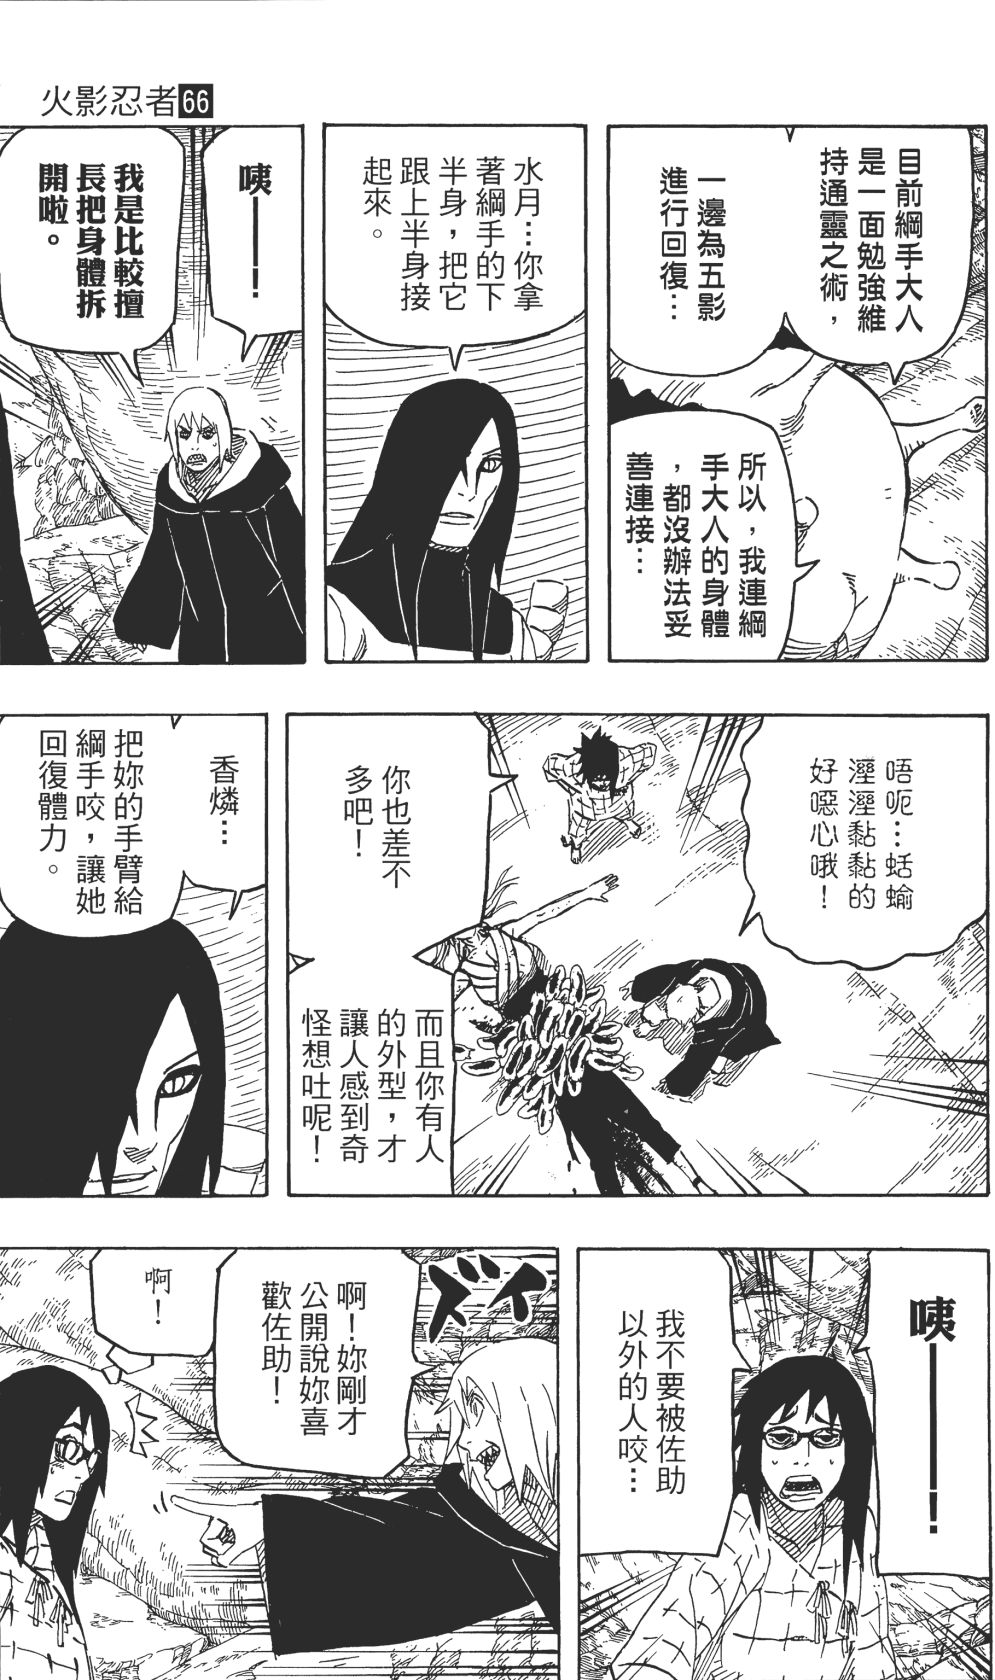 火影忍者66
目前綱手大人
是一面勉強維
持通靈之術，
一邊為五影
進行回復…
所以，我連綱
手大人的身體
，都沒辦法妥
善連接…
水月…你拿
著綱手的下
半身，把它
跟上半身接
起來。
咦——！
我是比較擅
長把身體拆
開啦。
唔呃…蛞蝓
溼溼黏黏的
好噁心哦！
你也差不
多吧！
而且你有人
的外型，才
讓人感到奇
怪想吐呢！
香燐…
把妳的手臂給
綱手咬，讓她
回復體力。
咦———！
我不要被佐助
以外的人咬…
ズイ
啊！妳剛才
公開說妳喜
歡佐助！
啊！